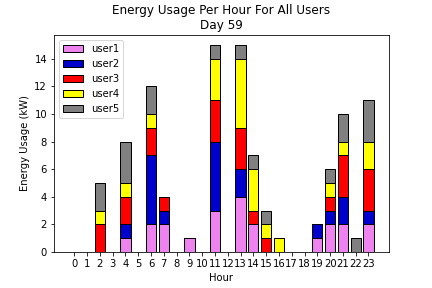 Energy Usage Per Hour For All Users
Day 59
user1
user2
user3
user4
user5
Energy Usage (kW)
14
12
10
8
6
4
2
0
0 1 2 3 4 5 6 7 8 9 10 11 12 13 14 15 16 17 18 19 20 21 22 23
Hour